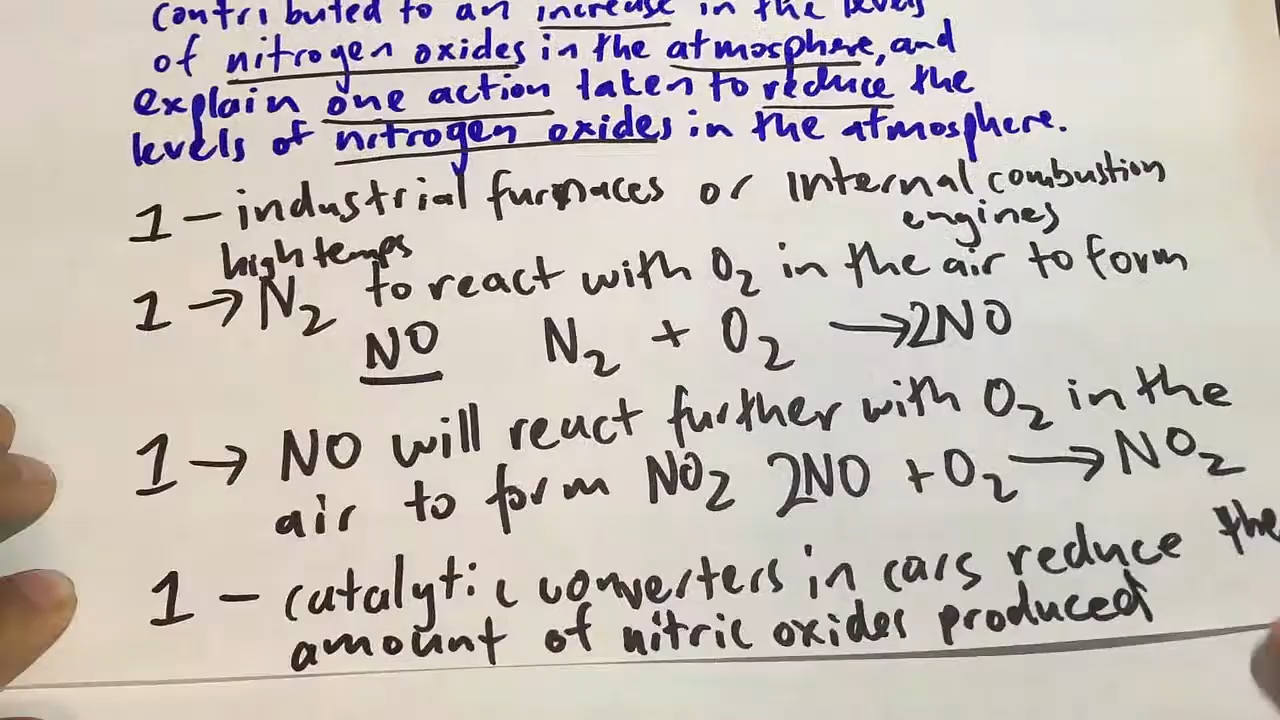 contributed to an increase in the levels
of nitrogen oxides in the atmosphere, and
explain one action taken to reduce the
levels of nitrogen oxides in the atmosphere.
1 - industrial furnaces or internal combustion
engines
high temps
1 → N2 to react with O2 in the air to form
NO N2 + O2 → 2NO
1 → NO will react further with O2 in the
air to form NO2 2NO + O2 → NO2
1 - catalytic converters in cars reduce the
amount of nitric oxides produced